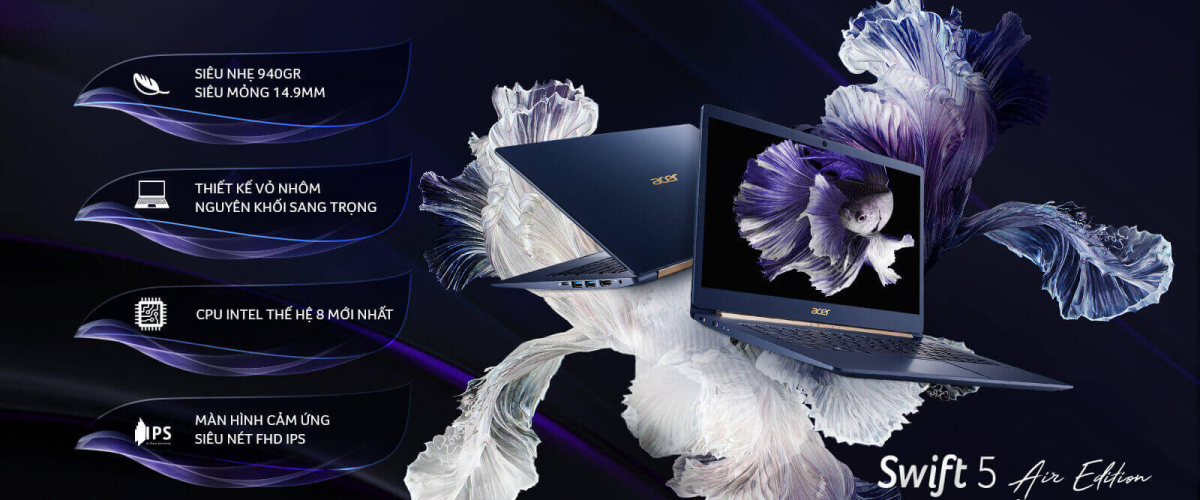 SIÊU NHẸ 940GR
SIÊU MỎNG 14.9MM
THIẾT KẾ VỎ NHÔM
NGUYÊN KHỐI SANG TRỌNG
CPU INTEL THẾ HỆ 8 MỚI NHẤT
IPS
MÀN HÌNH CẢM ỨNG
SIÊU NÉT FHD IPS
acer
acer
Swift 5 Air Edition